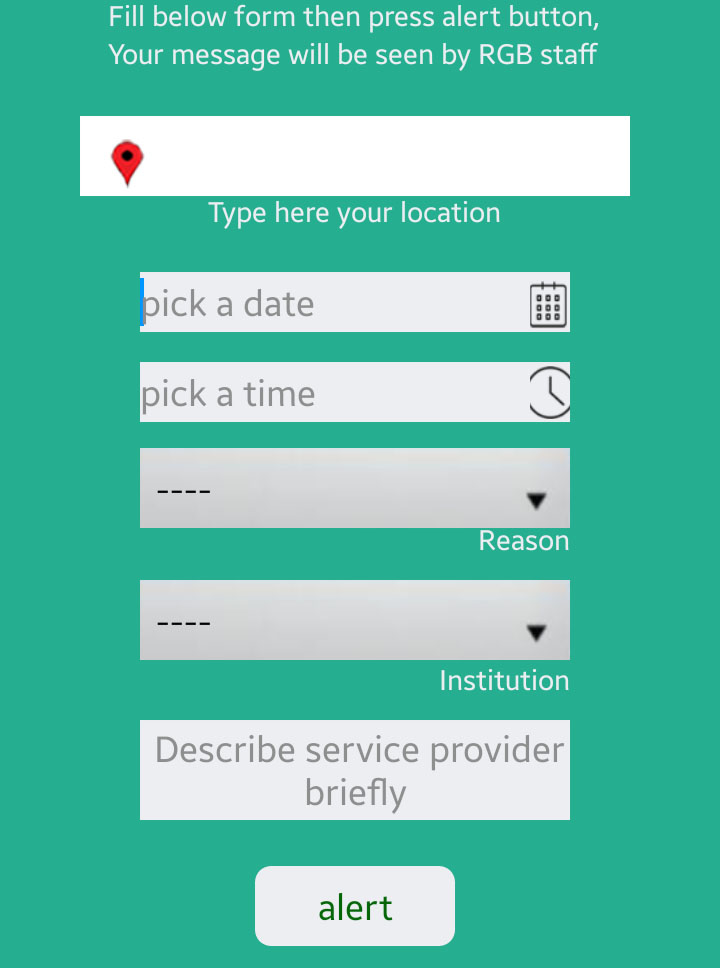 Fill below form then press alert button,
Your message will be seen by RGB staff
Type here your location
pick a date
pick a time
----
Reason
----
Institution
Describe service provider
briefly
alert